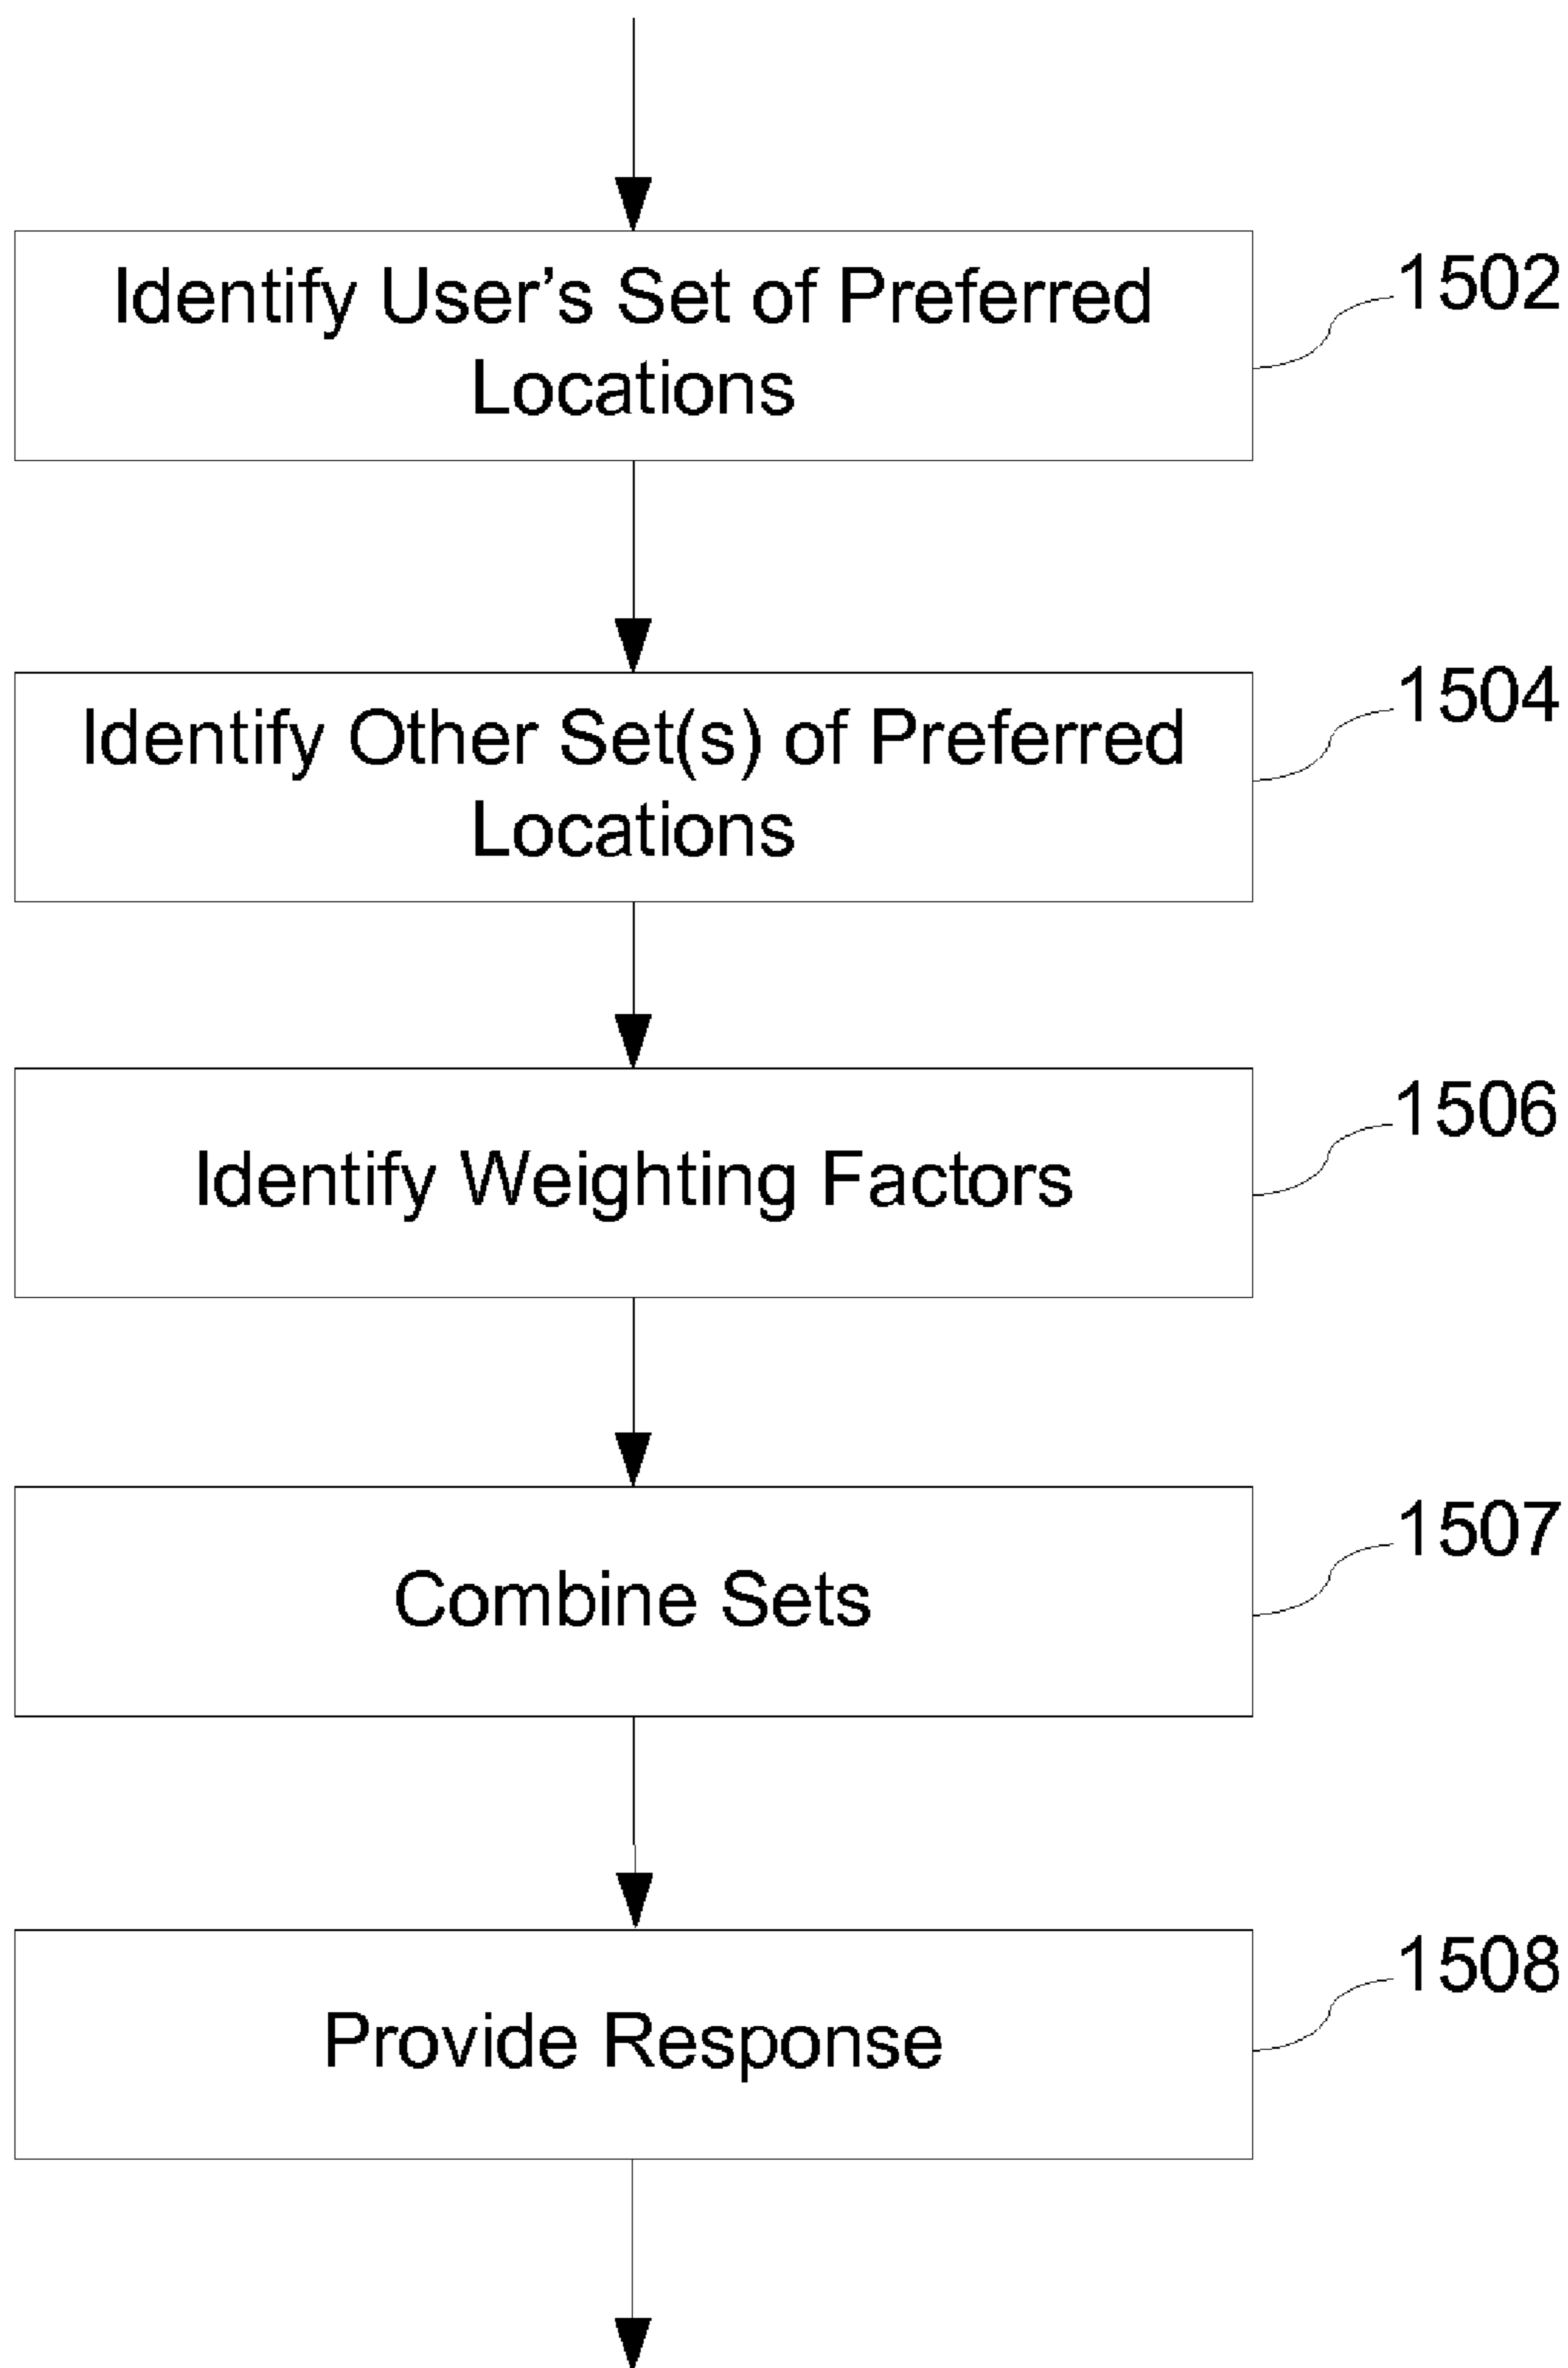 Identify User’s Set of Preferred
Locations
1502
Identify Other Set(s) of Preferred
Locations
1504
Identify Weighting Factors
1506
Combine Sets
1507
Provide Response
1508